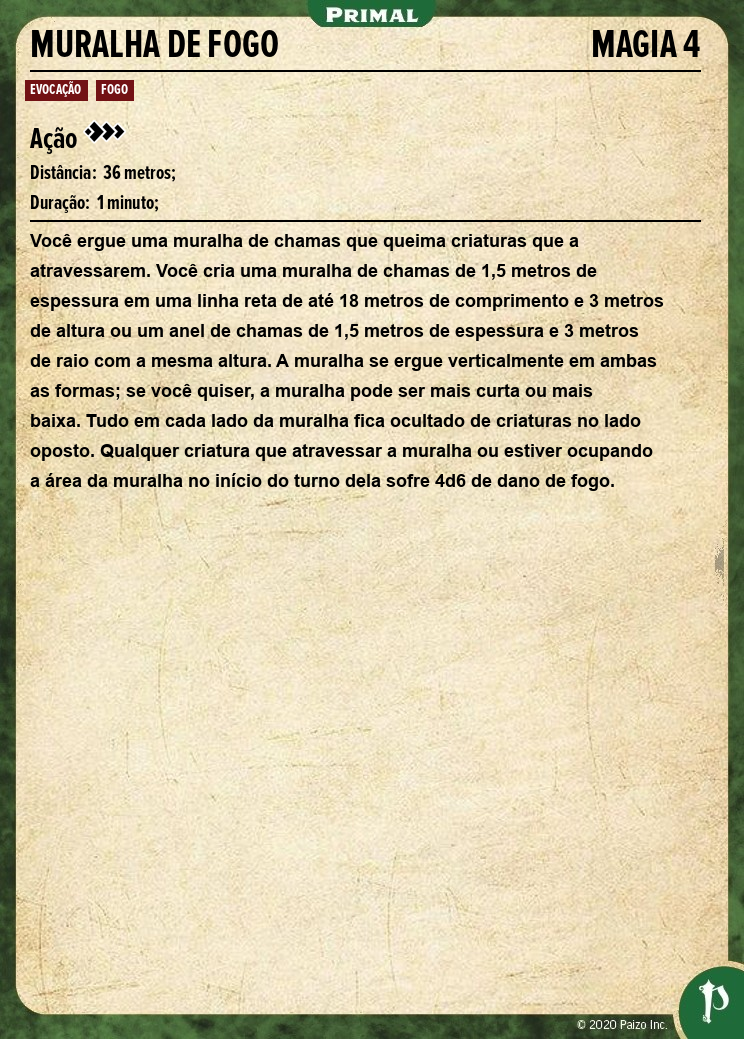 PRIMAL
MURALHA DE FOGO MAGIA 4
EVOCAÇÃO FOGO
Ação
Distância: 36 metros;
Duração: 1 minuto;
Você ergue uma muralha de chamas que queima criaturas que a
atravessarem. Você cria uma muralha de chamas de 1,5 metros de
espessura em uma linha reta de até 18 metros de comprimento e 3 metros
de altura ou um anel de chamas de 1,5 metros de espessura e 3 metros
de raio com a mesma altura. A muralha se ergue verticalmente em ambas
as formas; se você quiser, a muralha pode ser mais curta ou mais
baixa. Tudo em cada lado da muralha fica ocultado de criaturas no lado
oposto. Qualquer criatura que atravessar a muralha ou estiver ocupando
a área da muralha no início do turno dela sofre 4d6 de dano de fogo.
© 2020 Paizo Inc.
P